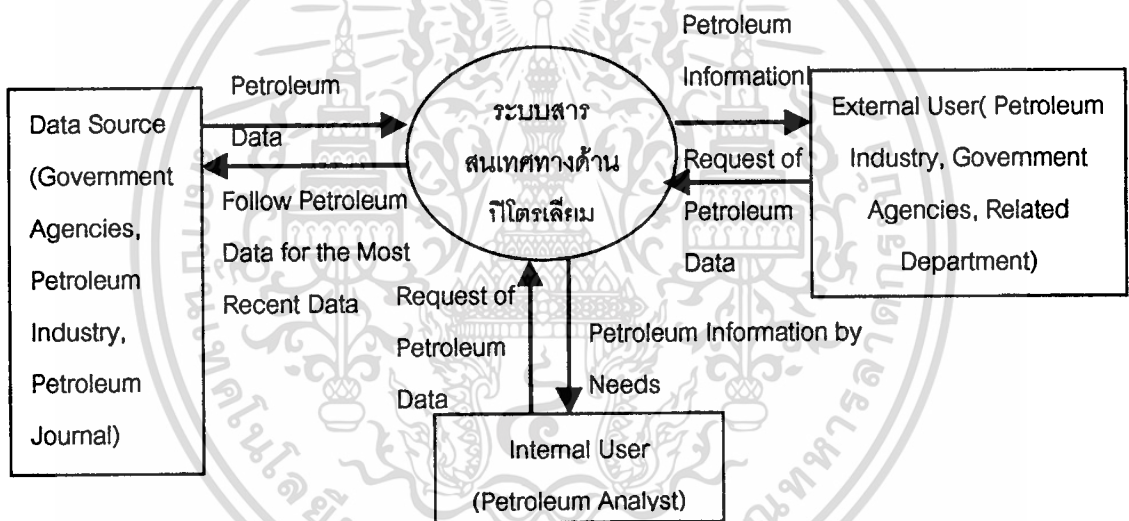 Data Source
(Government
Agencies,
Petroleum
Industry,
Petroleum
Journal)
Petroleum
Data
Follow Petroleum
Data for the Most
Recent Data
ระบบสาร
สนเทศทางด้าน
ปิโตรเลียม
Petroleum
Information
Request of
Petroleum
Data
External User( Petroleum
Industry, Government
Agencies, Related
Department)
Request of
Petroleum
Data
Petroleum Information by
Needs
Internal User
(Petroleum Analyst)